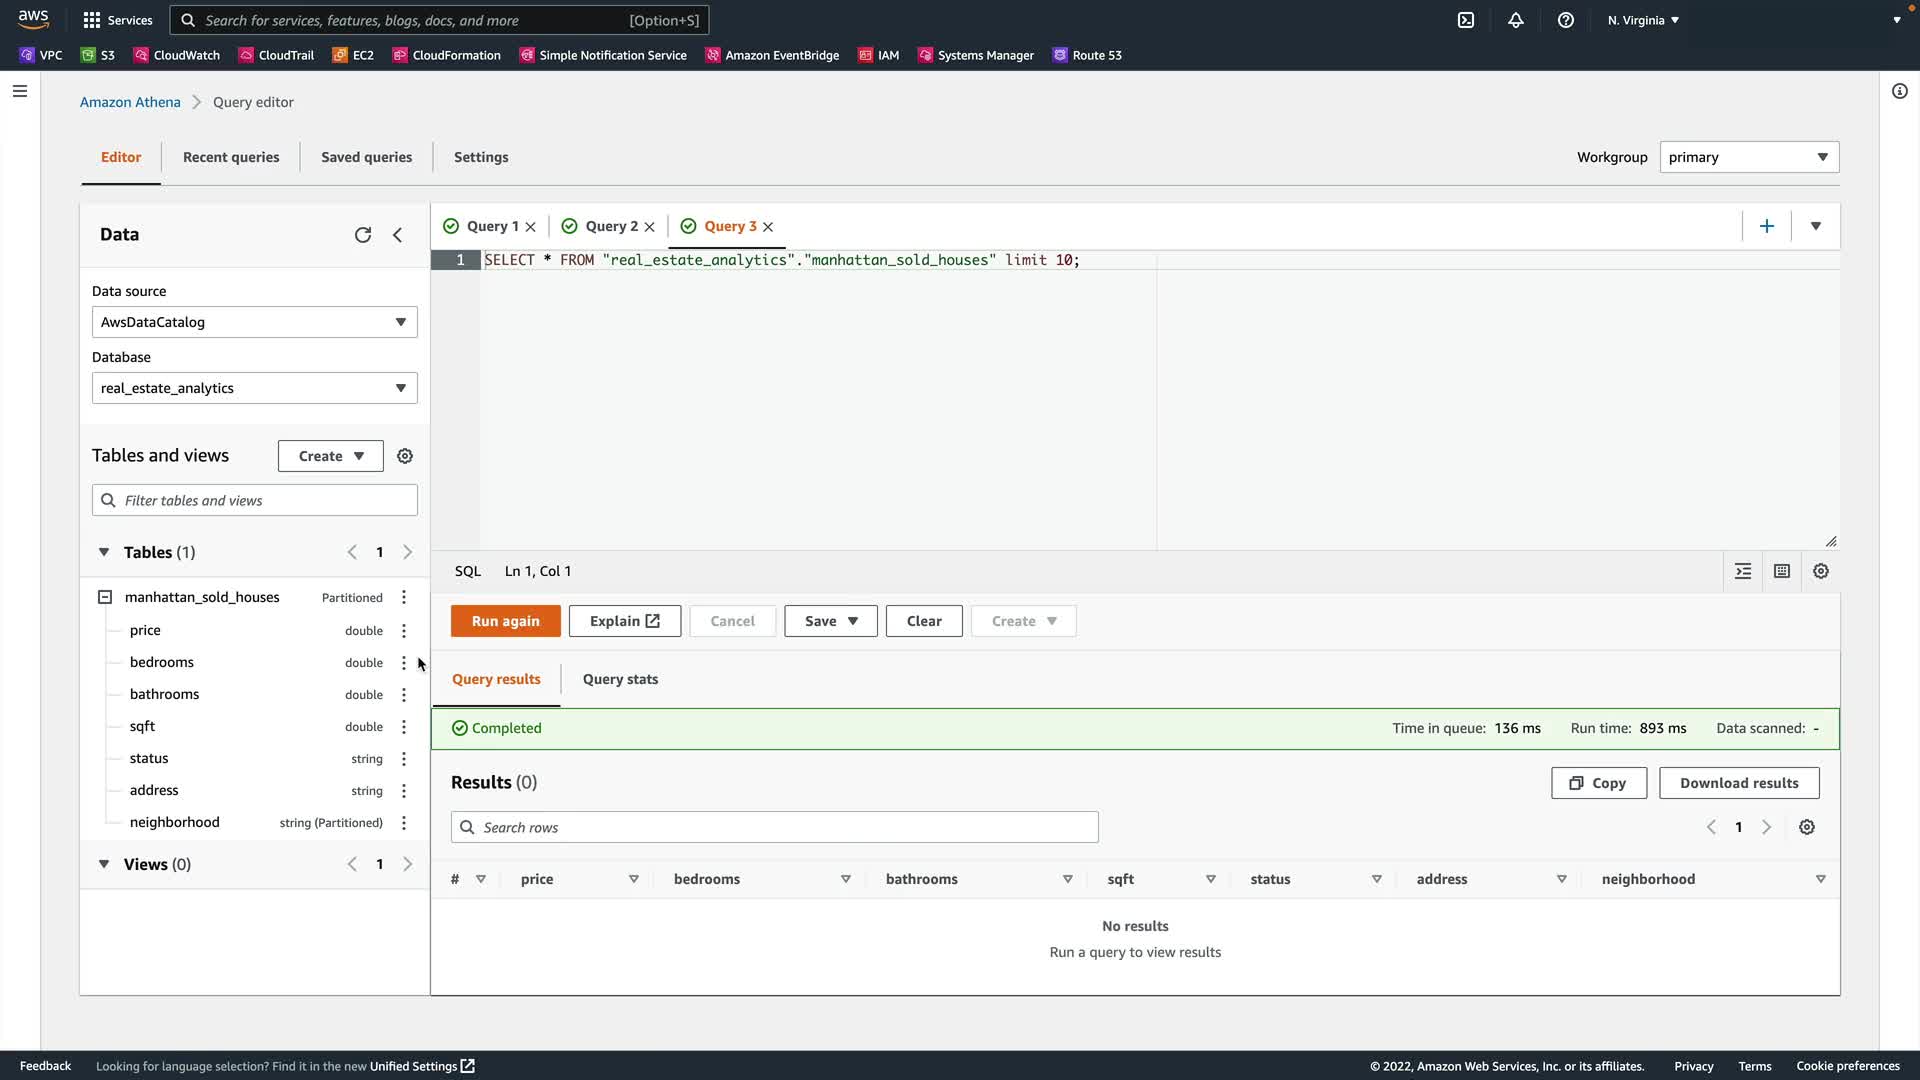 aws
Services
Search for services, features, blogs, docs, and more
[Option+S]
N. Virginia
VPC
S3
CloudWatch
CloudTrail
EC2
CloudFormation
Simple Notification Service
Amazon EventBridge
IAM
Systems Manager
Route 53
Amazon Athena
Query editor
Editor
Recent queries
Saved queries
Settings
Workgroup
primary
Data
Data source
AwsDataCatalog
Database
real_estate_analytics
Tables and views
Create
Filter tables and views
Tables (1)
1
manhattan_sold_houses Partitioned
price double
bedrooms double
bathrooms double
sqft double
status string
address string
neighborhood string (Partitioned)
Views (0)
1
Query 1
Query 2
Query 3
1 SELECT * FROM "real_estate_analytics"."manhattan_sold_houses" limit 10;
SQL Ln 1, Col 1
Run again
Explain
Cancel
Save
Clear
Create
Query results
Query stats
Completed
Time in queue: 136 ms
Run time: 893 ms
Data scanned: -
Results (0)
Copy
Download results
Search rows
1
# price bedrooms bathrooms sqft status address neighborhood
No results
Run a query to view results
Feedback
Looking for language selection? Find it in the new Unified Settings
© 2022, Amazon Web Services, Inc. or its affiliates.
Privacy
Terms
Cookie preferences